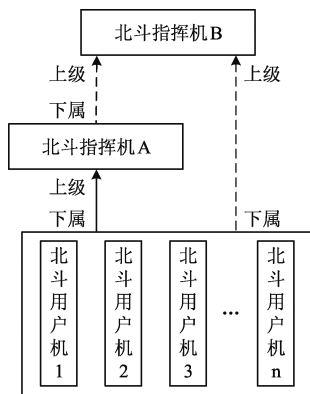 北斗指挥机B
上级
上级
下属
北斗指挥机A
上级
下属
下属
北斗用户机1
北斗用户机2
北斗用户机3
...
北斗用户机n